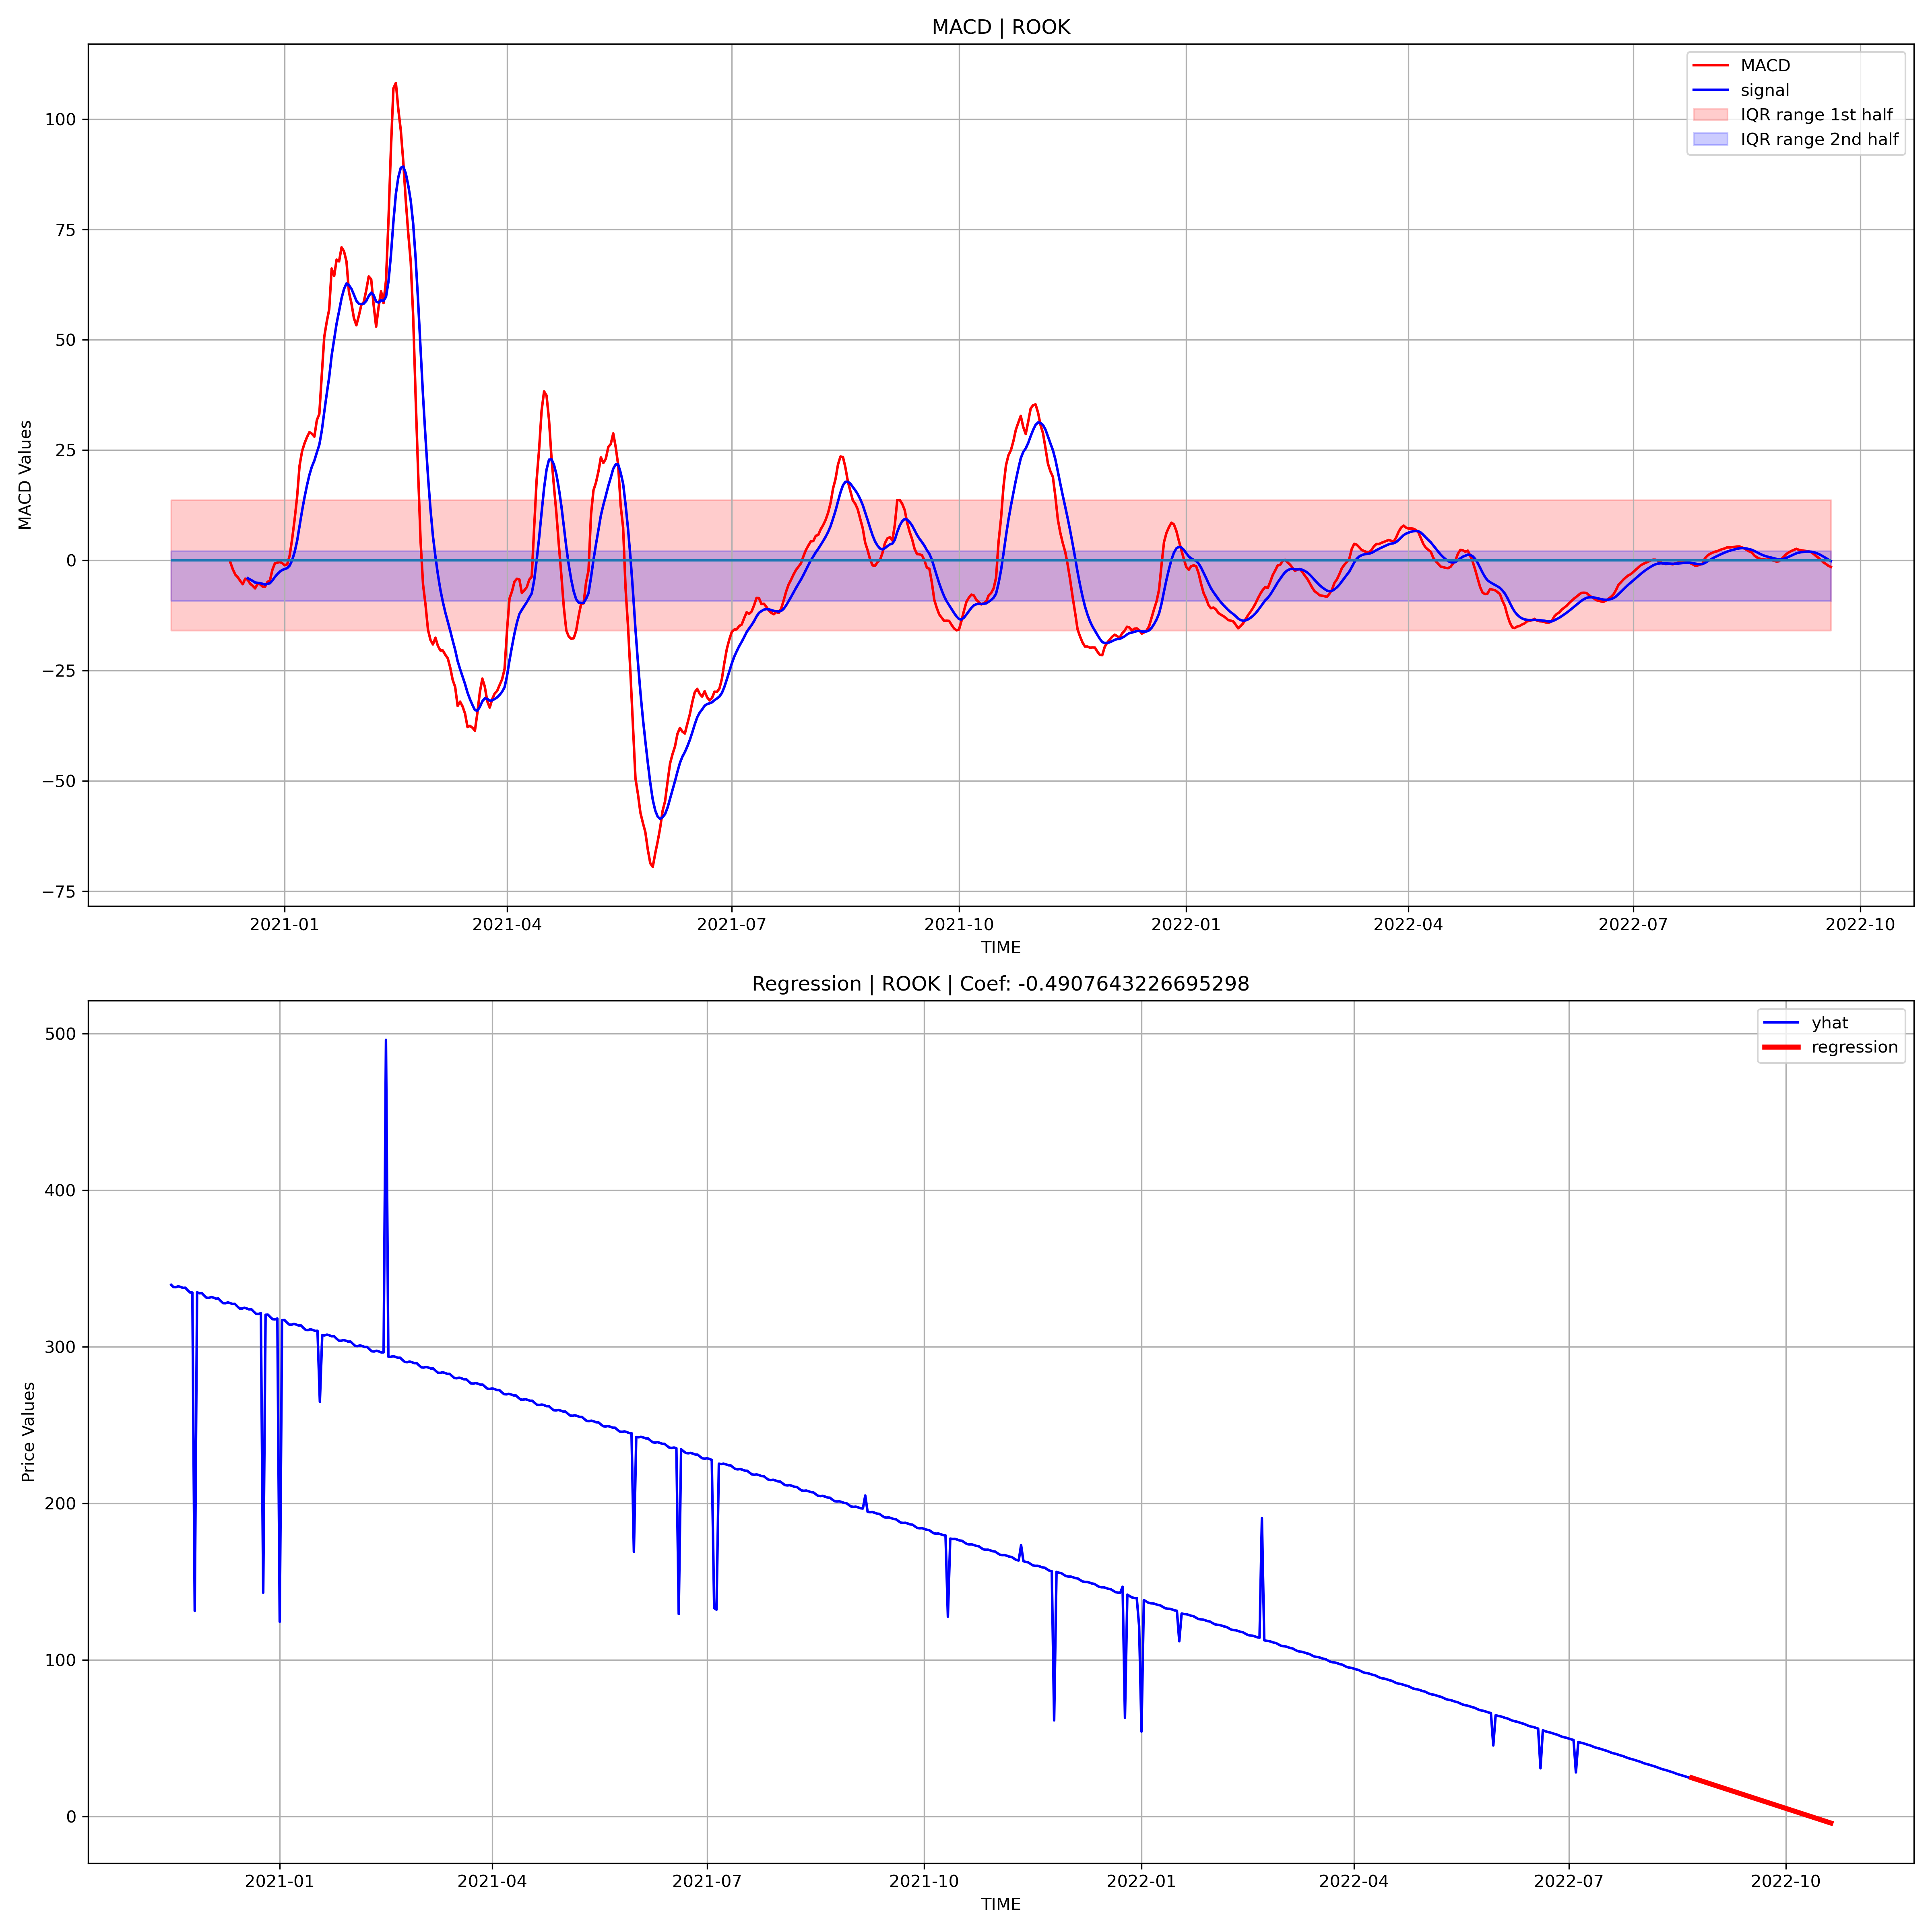 MACD | ROOK
MACD
signal
IQR range 1st half
IQR range 2nd half
MACD Values
100
75
50
25
0
−25
−50
−75
2021-01 2021-04 2021-07 2021-10 2022-01 2022-04 2022-07 2022-10
TIME
Regression | ROOK | Coef: -0.4907643226695298
yhat
regression
Price Values
500
400
300
200
100
0
2021-01 2021-04 2021-07 2021-10 2022-01 2022-04 2022-07 2022-10
TIME